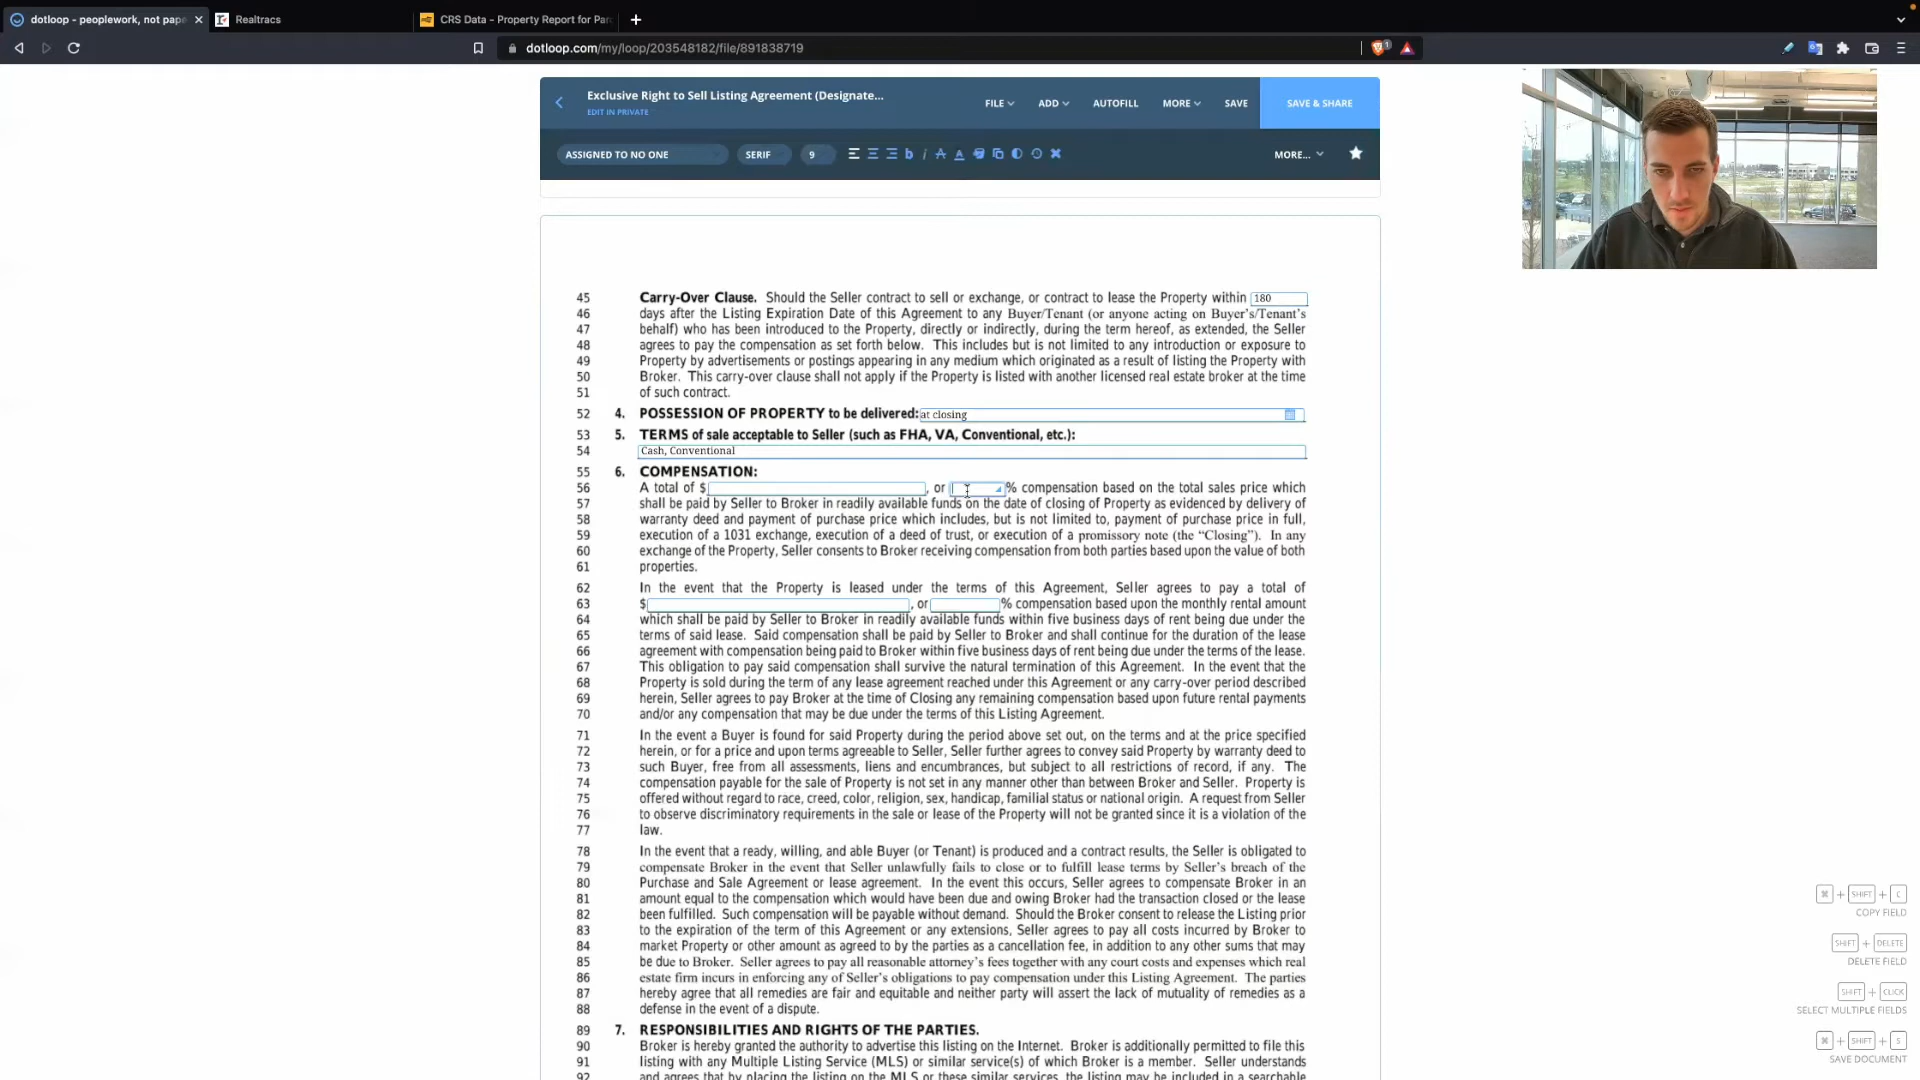 dotloop - peoplework, not pape
Realtracs
CRS Data - Property Report for Par
dotloop.com/my/loop/203548182/file/891838719
1
Exclusive Right to Sell Listing Agreement (Designate...
EDIT IN PRIVATE
FILE
ADD
AUTOFILL
MORE
SAVE
SAVE & SHARE
ASSIGNED TO NO ONE
SERIF
9
b
i
A
A
MORE...
45 Carry-Over Clause. Should the Seller contract to sell or exchange, or contract to lease the Property within 180
46 days after the Listing Expiration Date of this Agreement to any Buyer/Tenant (or anyone acting on Buyer's/Tenant's
47 behalf) who has been introduced to the Property, directly or indirectly, during the term hereof, as extended, the Seller
48 agrees to pay the compensation as set forth below. This includes but is not limited to any introduction or exposure to
49 Property by advertisements or postings appearing in any medium which originated as a result of listing the Property with
50 Broker. This carry-over clause shall not apply if the Property is listed with another licensed real estate broker at the time
51 of such contract.
52 4. POSSESSION OF PROPERTY to be delivered: at closing
53 5. TERMS of sale acceptable to Seller (such as FHA, VA, Conventional, etc.):
54 Cash, Conventional
55 6. COMPENSATION:
56 A total of $ , or % compensation based on the total sales price which
57 shall be paid by Seller to Broker in readily available funds on the date of closing of Property as evidenced by delivery of
58 warranty deed and payment of purchase price which includes, but is not limited to, payment of purchase price in full,
59 execution of a 1031 exchange, execution of a deed of trust, or execution of a promissory note (the “Closing”). In any
60 exchange of the Property, Seller consents to Broker receiving compensation from both parties based upon the value of both
61 properties.
62 In the event that the Property is leased under the terms of this Agreement, Seller agrees to pay a total of
63 $ , or % compensation based upon the monthly rental amount
64 which shall be paid by Seller to Broker in readily available funds within five business days of rent being due under the
65 terms of said lease. Said compensation shall be paid by Seller to Broker and shall continue for the duration of the lease
66 agreement with compensation being paid to Broker within five business days of rent being due under the terms of the lease.
67 This obligation to pay said compensation shall survive the natural termination of this Agreement. In the event that the
68 Property is sold during the term of any lease agreement reached under this Agreement or any carry-over period described
69 herein, Seller agrees to pay Broker at the time of Closing any remaining compensation based upon future rental payments
70 and/or any compensation that may be due under the terms of this Listing Agreement.
71 In the event a Buyer is found for said Property during the period above set out, on the terms and at the price specified
72 herein, or for a price and upon terms agreeable to Seller, Seller further agrees to convey said Property by warranty deed to
73 such Buyer, free from all assessments, liens and encumbrances, but subject to all restrictions of record, if any. The
74 compensation payable for the sale of Property is not set in any manner other than between Broker and Seller. Property is
75 offered without regard to race, creed, color, religion, sex, handicap, familial status or national origin. A request from Seller
76 to observe discriminatory requirements in the sale or lease of the Property will not be granted since it is a violation of the
77 law.
78 In the event that a ready, willing, and able Buyer (or Tenant) is produced and a contract results, the Seller is obligated to
79 compensate Broker in the event that Seller unlawfully fails to close or to fulfill lease terms by Seller's breach of the
80 Purchase and Sale Agreement or lease agreement. In the event this occurs, Seller agrees to compensate Broker in an
81 amount equal to the compensation which would have been due and owing Broker had the transaction closed or the lease
82 been fulfilled. Such compensation will be payable without demand. Should the Broker consent to release the Listing prior
83 to the expiration of the term of this Agreement or any extensions, Seller agrees to pay all costs incurred by Broker to
84 market Property or other amount as agreed to by the parties as a cancellation fee, in addition to any other sums that may
85 be due to Broker. Seller agrees to pay all reasonable attorney's fees together with any court costs and expenses which real
86 estate firm incurs in enforcing any of Seller's obligations to pay compensation under this Listing Agreement. The parties
87 hereby agree that all remedies are fair and equitable and neither party will assert the lack of mutuality of remedies as a
88 defense in the event of a dispute.
89 7. RESPONSIBILITIES AND RIGHTS OF THE PARTIES.
90 Broker is hereby granted the authority to advertise this listing on the Internet. Broker is additionally permitted to file this
91 listing with any Multiple Listing Service (MLS) or similar service(s) of which Broker is a member. Seller understands
92 and agrees that by placing the listing on the MLS or these similar services, the listing may be included in a searchable
⌘ + SHIFT + C
COPY FIELD
SHIFT + DELETE
DELETE FIELD
SHIFT + CLICK
SELECT MULTIPLE FIELDS
⌘ + SHIFT + S
SAVE DOCUMENT